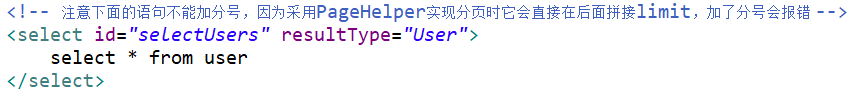 <!-- 注意下面的语句不能加分号，因为采用PageHelper实现分页时它会直接在后面拼接limit，加了分号会报错 -->
<select id="selectUsers" resultType="User">
    select * from user
</select>